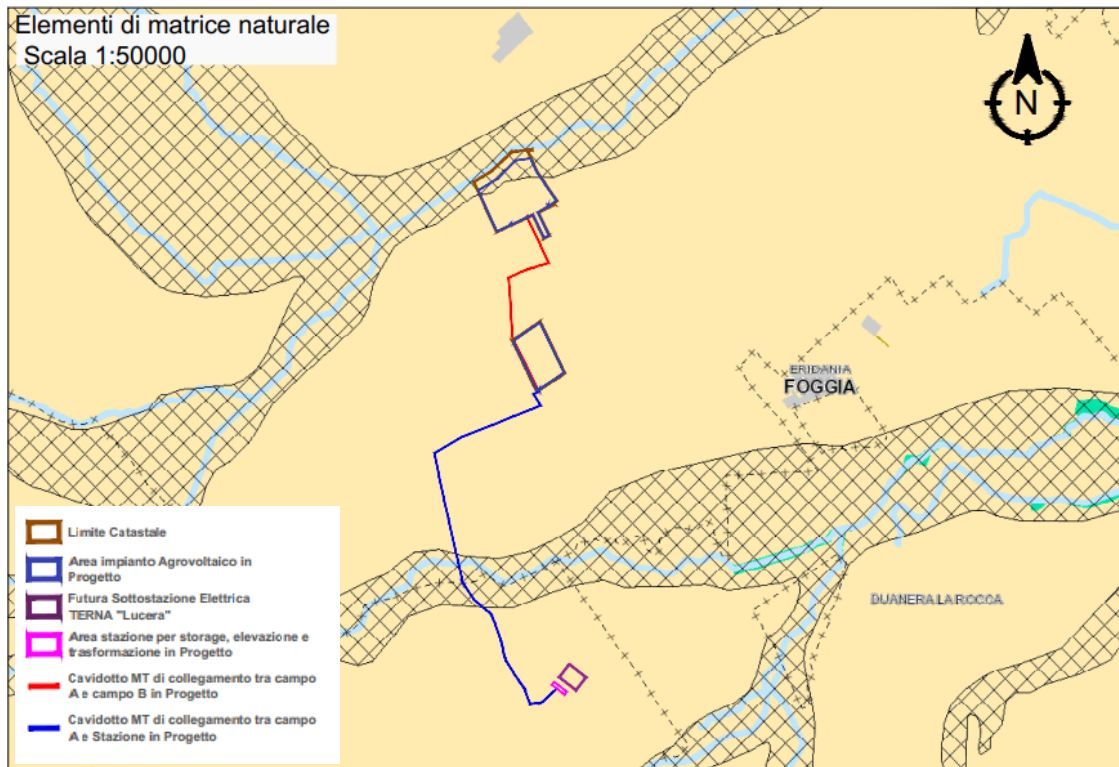 Elementi di matrice naturale
Scala 1:50000
N
ERIDANIA
FOGGIA
DUANERA LA ROCCA
Limite Catastale
Area impianto Agrovoltaico in
Progetto
Futura Sottostazione Elettrica
TERNA "Lucera"
Area stazione per storage, elevazione e
trasformazione in Progetto
Cavidotto MT di collegamento tra campo
A e campo B in Progetto
Cavidotto MT di collegamento tra campo
A e Stazione in Progetto